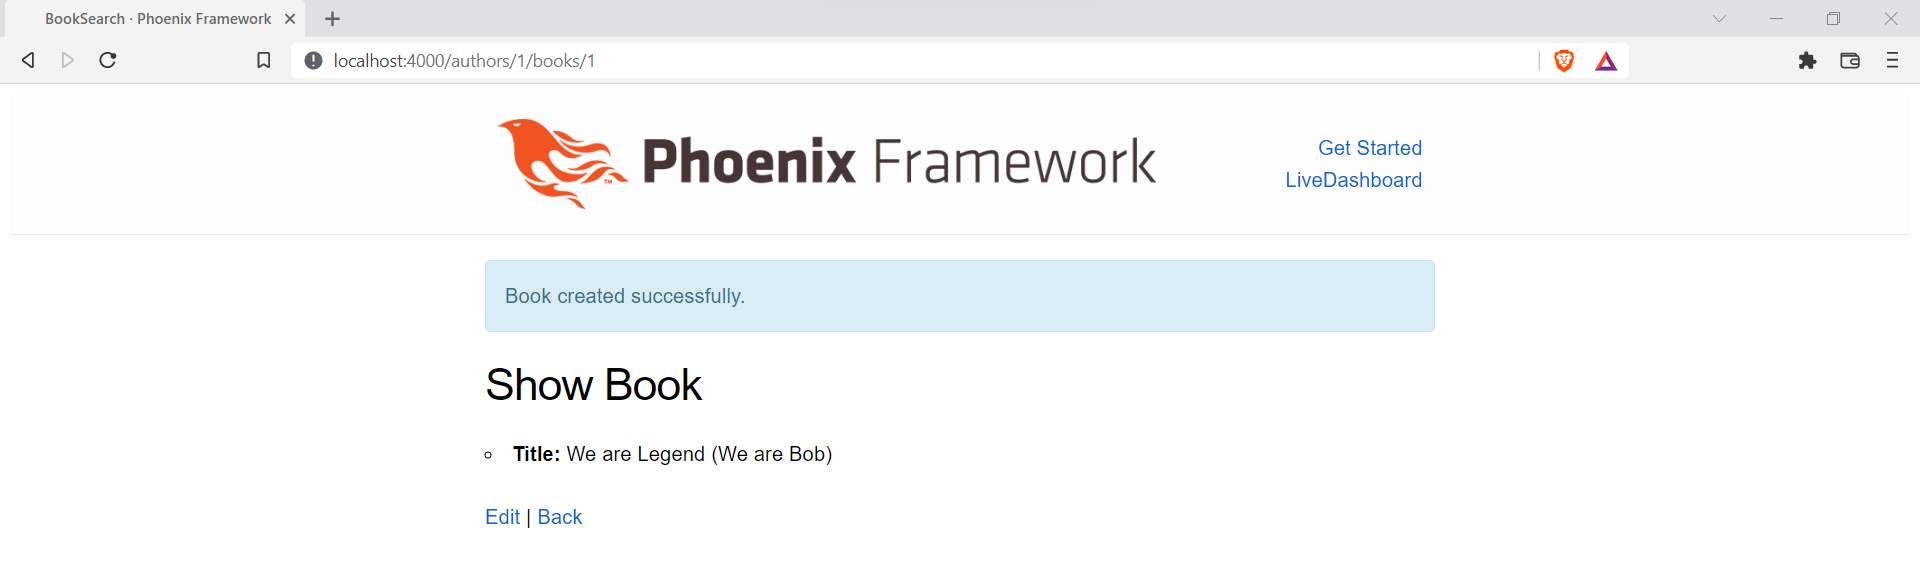 BookSearch · Phoenix Framework
localhost:4000/authors/1/books/1
Phoenix Framework
TM
Get Started
LiveDashboard
Book created successfully.
Show Book
Title: We are Legend (We are Bob)
Edit | Back